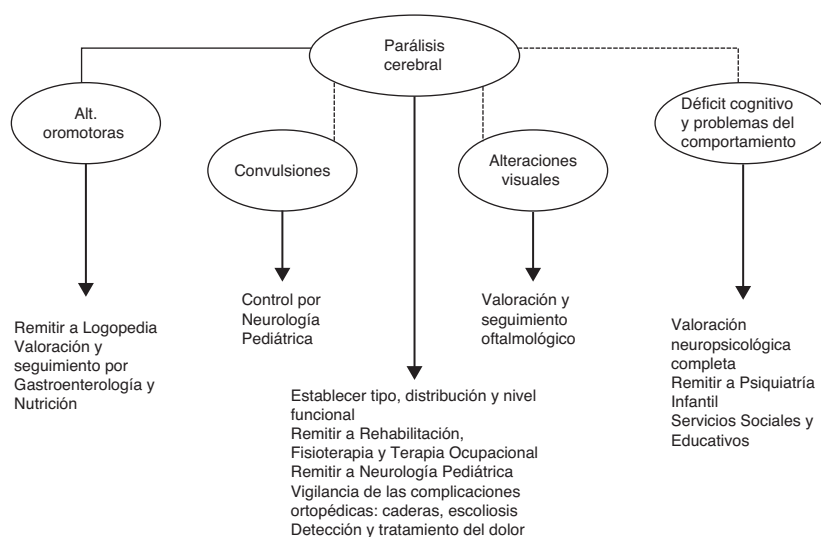 Parálisis
cerebral
Alt.
oromotoras
Convulsiones
Alteraciones
visuales
Déficit cognitivo
y problemas del
comportamiento
Remitir a Logopedia
Valoración y
seguimiento por
Gastroenterología y
Nutrición
Control por
Neurología
Pediátrica
Establecer tipo, distribución y nivel
funcional
Remitir a Rehabilitación,
Fisioterapia y Terapia Ocupacional
Remitir a Neurología Pediátrica
Vigilancia de las complicaciones
ortopédicas: caderas, escoliosis
Detección y tratamiento del dolor
Valoración y
seguimiento
oftalmológico
Valoración
neuropsicológica
completa
Remitir a Psiquiatría
Infantil
Servicios Sociales y
Educativos